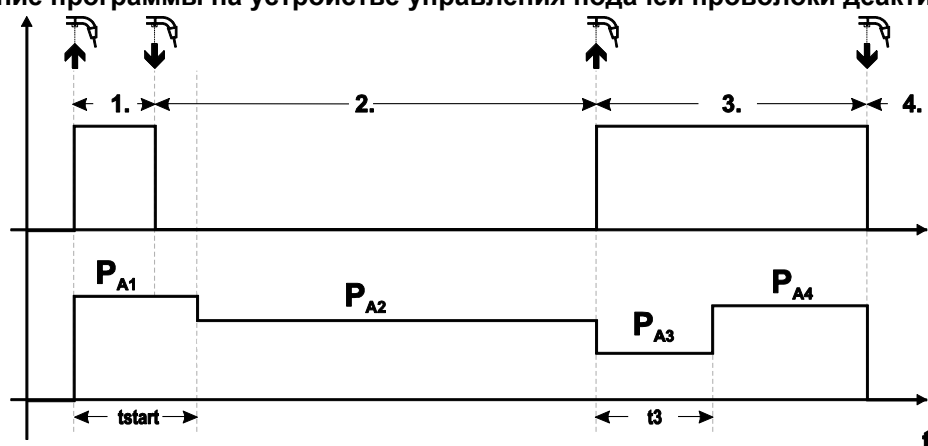 ние программы на устройстве управления подачей проволоки деакти
1. 2. 3. 4.
PA1 PA2 PA3 PA4
tstart t3
t